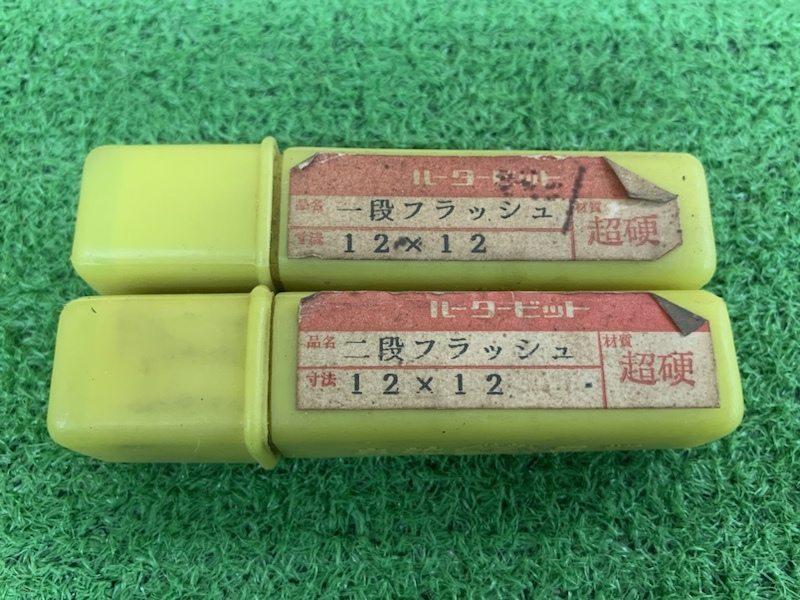 ルータービット
品名 一段フラッシュ
材質 超硬
寸法 12×12
ルータービット
品名 二段フラッシュ
材質 超硬
寸法 12×12